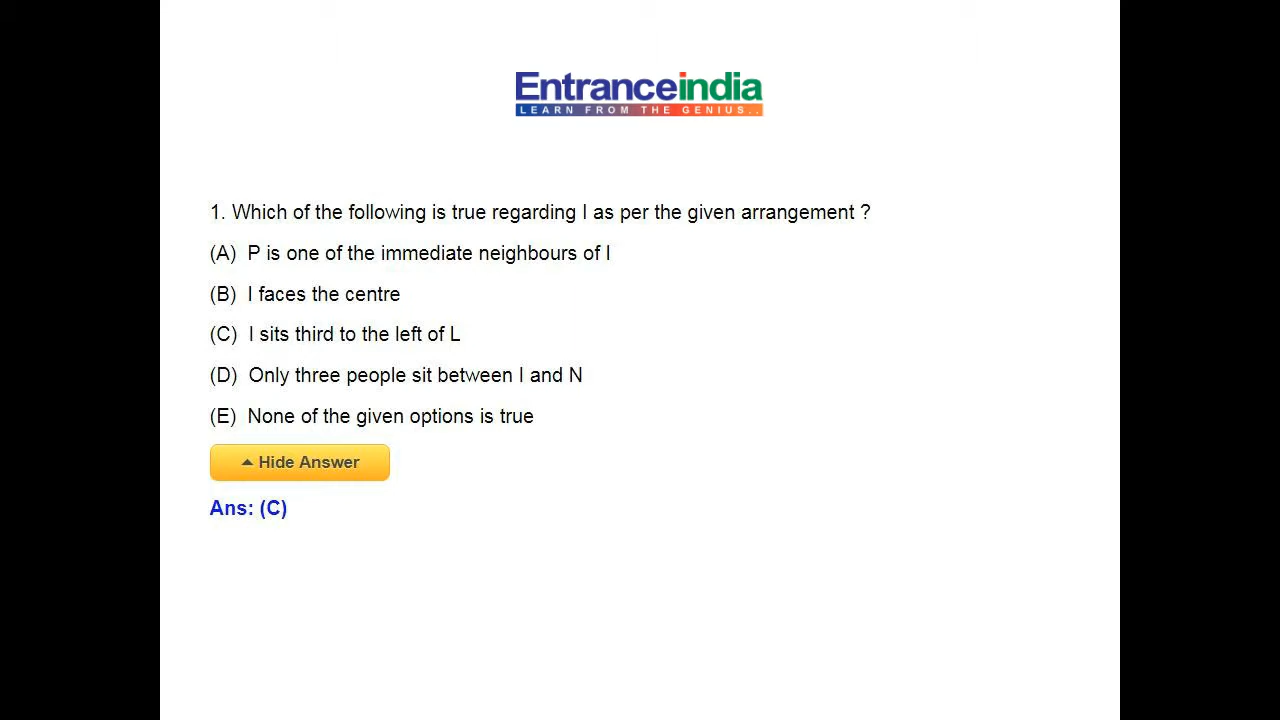 Entranceindia
LEARN FROM THE GENIUS..
1. Which of the following is true regarding I as per the given arrangement ?
(A) P is one of the immediate neighbours of I
(B) I faces the centre
(C) I sits third to the left of L
(D) Only three people sit between I and N
(E) None of the given options is true
Hide Answer
Ans: (C)